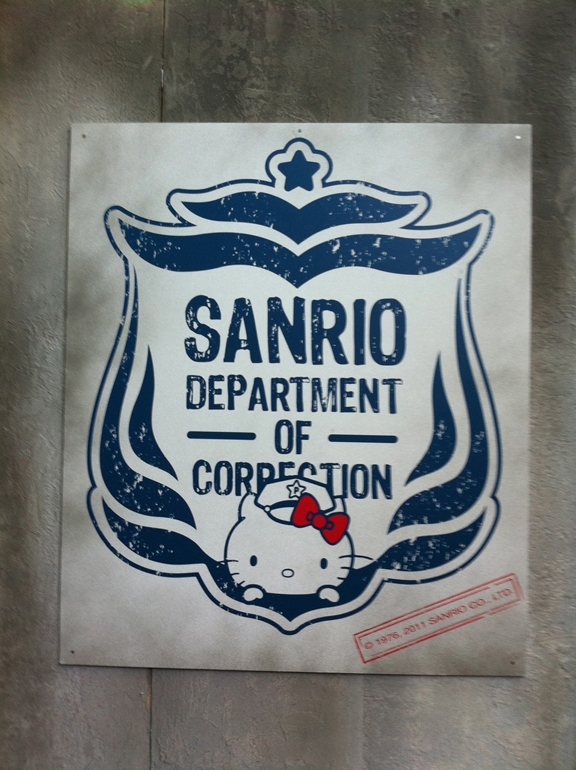 SANRIO
DEPARTMENT
OF
CORRECTION
P
© 1976, 2011 SANRIO CO., LTD.